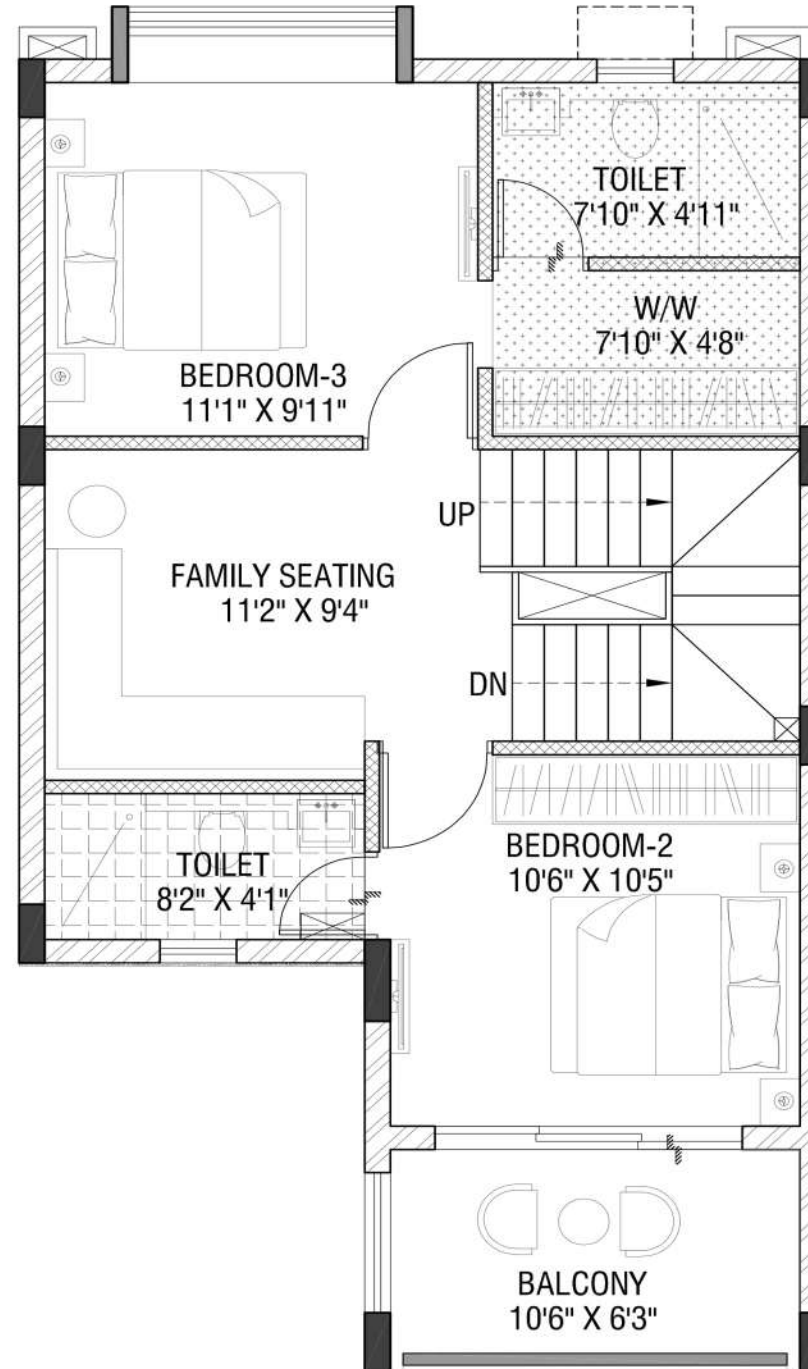 TOILET
7'10" X 4'11"
W/W
7'10" X 4'8"
BEDROOM-3
11'1" X 9'11"
UP
FAMILY SEATING
11'2" X 9'4"
DN
BEDROOM-2
10'6" X 10'5"
TOILET
8'2" X 4'1"
BALCONY
10'6" X 6'3"